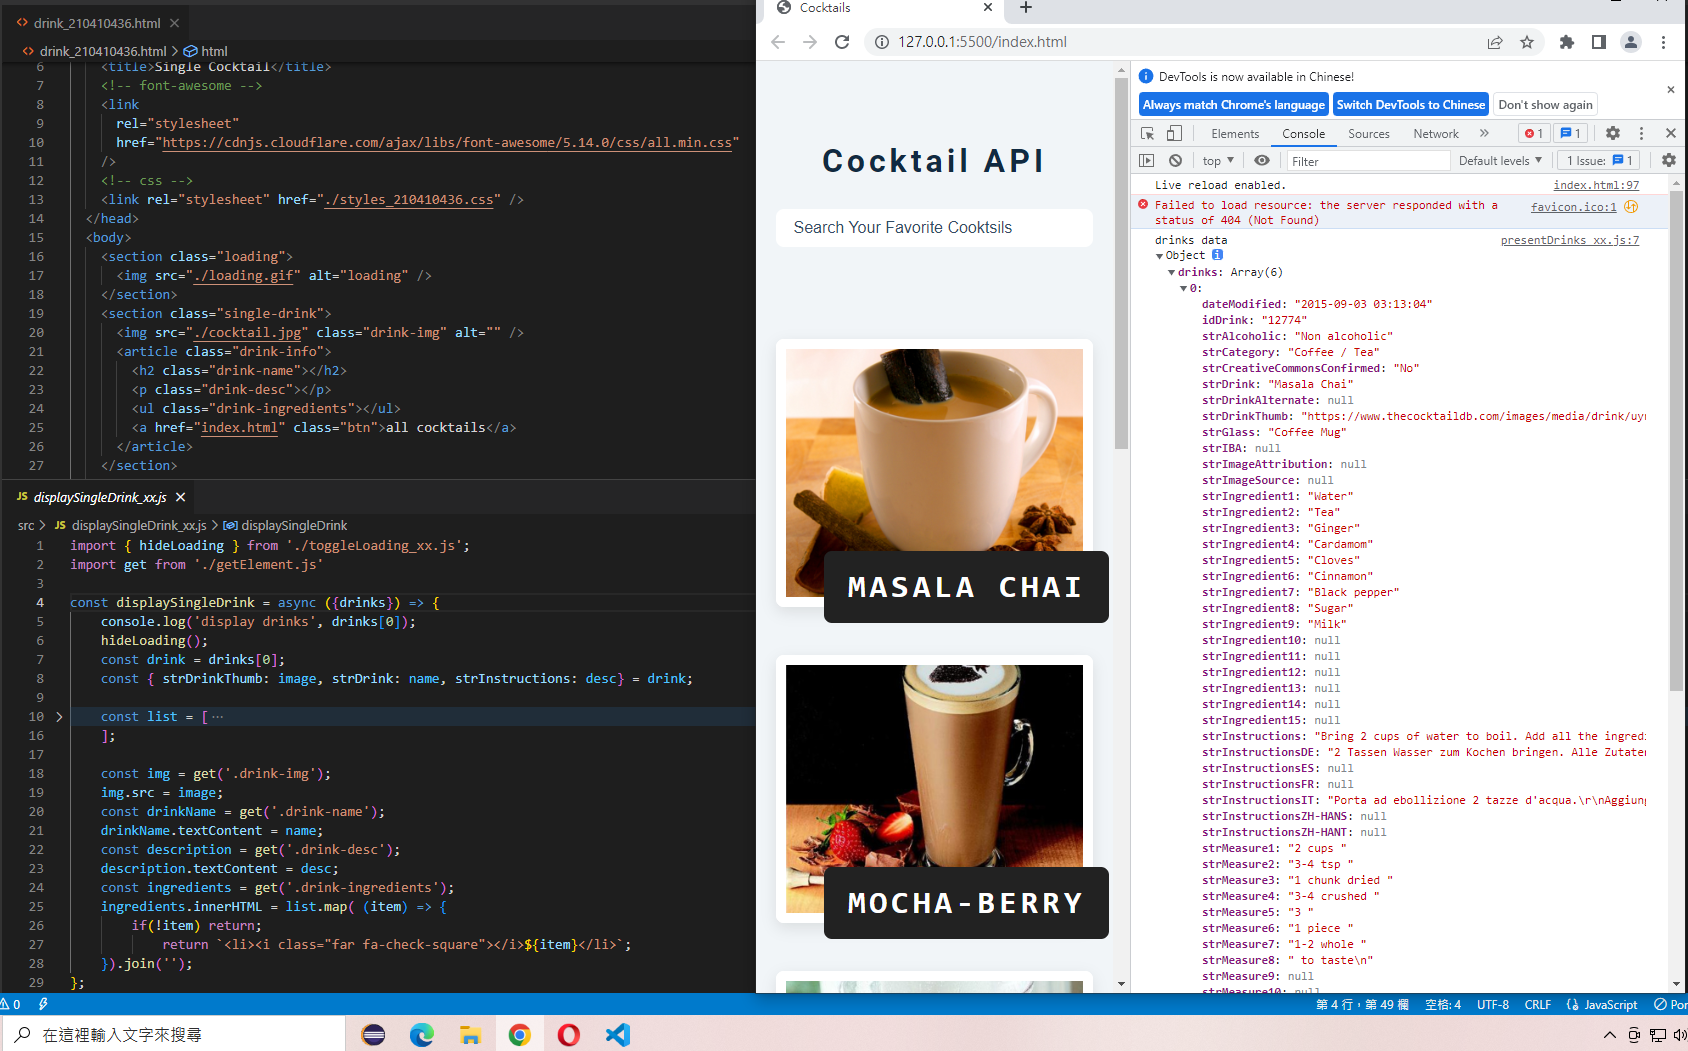 drink_210410436.html
drink_210410436.html > html
6 <title>Single Cocktail</title>
7 <!-- font-awesome -->
8 <link
9 rel="stylesheet"
10 href="https://cdnjs.cloudflare.com/ajax/libs/font-awesome/5.14.0/css/all.min.css"
11 />
12 <!-- css -->
13 <link rel="stylesheet" href="./styles_210410436.css" />
14 </head>
15 <body>
16 <section class="loading">
17 <img src="./loading.gif" alt="loading" />
18 </section>
19 <section class="single-drink">
20 <img src="./cocktail.jpg" class="drink-img" alt="" />
21 <article class="drink-info">
22 <h2 class="drink-name"></h2>
23 <p class="drink-desc"></p>
24 <ul class="drink-ingredients"></ul>
25 <a href="index.html" class="btn">all cocktails</a>
26 </article>
27 </section>
JS displaySingleDrink_xx.js
src > JS displaySingleDrink_xx.js > displaySingleDrink
1 import { hideLoading } from './toggleLoading_xx.js';
2 import get from './getElement.js'
3
4 const displaySingleDrink = async ({drinks}) => {
5 console.log('display drinks', drinks[0]);
6 hideLoading();
7 const drink = drinks[0];
8 const { strDrinkThumb: image, strDrink: name, strInstructions: desc} = drink;
9
10 const list = [ ···
16 ];
17
18 const img = get('.drink-img');
19 img.src = image;
20 const drinkName = get('.drink-name');
21 drinkName.textContent = name;
22 const description = get('.drink-desc');
23 description.textContent = desc;
24 const ingredients = get('.drink-ingredients');
25 ingredients.innerHTML = list.map( (item) => {
26 if(!item) return;
27 return `<li><i class="far fa-check-square"></i>${item}</li>`;
28 }).join('');
29 };
Cocktails
127.0.0.1:5500/index.html
Cocktail API
Search Your Favorite Cooktsils
MASALA CHAI
MOCHA-BERRY
DevTools is now available in Chinese!
Always match Chrome's language Switch DevTools to Chinese Don't show again
Elements Console Sources Network » 1 1
top Filter Default levels 1 Issue: 1
Live reload enabled. index.html:97
Failed to load resource: the server responded with a favicon.ico:1
status of 404 (Not Found)
drinks data presentDrinks_xx.js:7
Object
drinks: Array(6)
0:
dateModified: "2015-09-03 03:13:04"
idDrink: "12774"
strAlcoholic: "Non alcoholic"
strCategory: "Coffee / Tea"
strCreativeCommonsConfirmed: "No"
strDrink: "Masala Chai"
strDrinkAlternate: null
strDrinkThumb: "https://www.thecocktaildb.com/images/media/drink/uyr
strGlass: "Coffee Mug"
strIBA: null
strImageAttribution: null
strImageSource: null
strIngredient1: "Water"
strIngredient2: "Tea"
strIngredient3: "Ginger"
strIngredient4: "Cardamom"
strIngredient5: "Cloves"
strIngredient6: "Cinnamon"
strIngredient7: "Black pepper"
strIngredient8: "Sugar"
strIngredient9: "Milk"
strIngredient10: null
strIngredient11: null
strIngredient12: null
strIngredient13: null
strIngredient14: null
strIngredient15: null
strInstructions: "Bring 2 cups of water to boil. Add all the ingredi
strInstructionsDE: "2 Tassen Wasser zum Kochen bringen. Alle Zutater
strInstructionsES: null
strInstructionsFR: null
strInstructionsIT: "Porta ad ebollizione 2 tazze d'acqua.\r\nAggiung
strInstructionsZH-HANS: null
strInstructionsZH-HANT: null
strMeasure1: "2 cups "
strMeasure2: "3-4 tsp "
strMeasure3: "1 chunk dried "
strMeasure4: "3-4 crushed "
strMeasure5: "3 "
strMeasure6: "1 piece "
strMeasure7: "1-2 whole "
strMeasure8: " to taste\n"
strMeasure9: null
strMeasure10: null
0 第 4 行，第 49 欄 空格: 4 UTF-8 CRLF JavaScript Por
在這裡輸入文字來搜尋